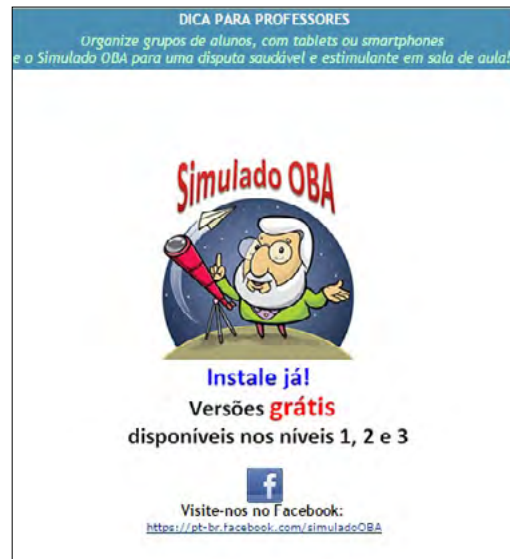 DICA PARA PROFESSORES
Organize grupos de alunos, com tablets ou smartphones
e o Simulado OBA para uma disputa saudável e estimulante em sala de aula!
Simulado OBA
Instale já!
Versões grátis
disponíveis nos níveis 1, 2 e 3
f
Visite-nos no Facebook:
https://pt-br.facebook.com/simuladoOBA